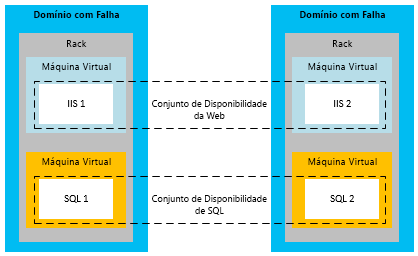 Domínio com Falha
Domínio com Falha
Rack
Rack
Máquina Virtual
Máquina Virtual
IIS 1
Conjunto de Disponibilidade
da Web
IIS 2
Máquina Virtual
Máquina Virtual
SQL 1
Conjunto de Disponibilidade
de SQL
SQL 2